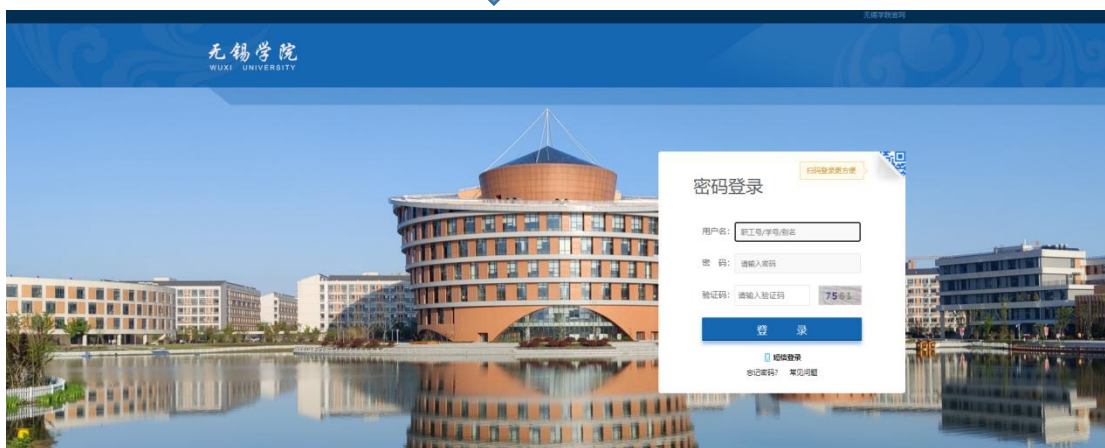 无锡学院官网
无锡学院
WUXI UNIVERSITY
扫码登录更方便
密码登录
用户名： 职工号/学号/别名
密 码： 请输入密码
验证码： 请输入验证码 7561
登 录
短信登录
忘记密码? 常见问题